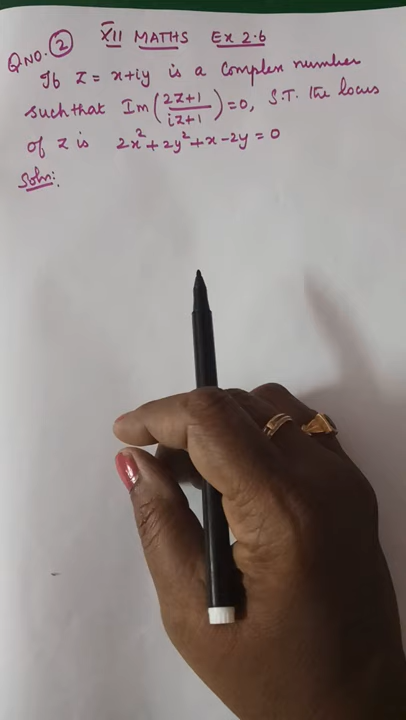 XII MATHS Ex 2.6
Q NO. 2
If z = x+iy is a complex number
such that Im(2z+1/iz+1)=0, S.T. the locus
of z is 2x²+2y²+x-2y=0
Soln: